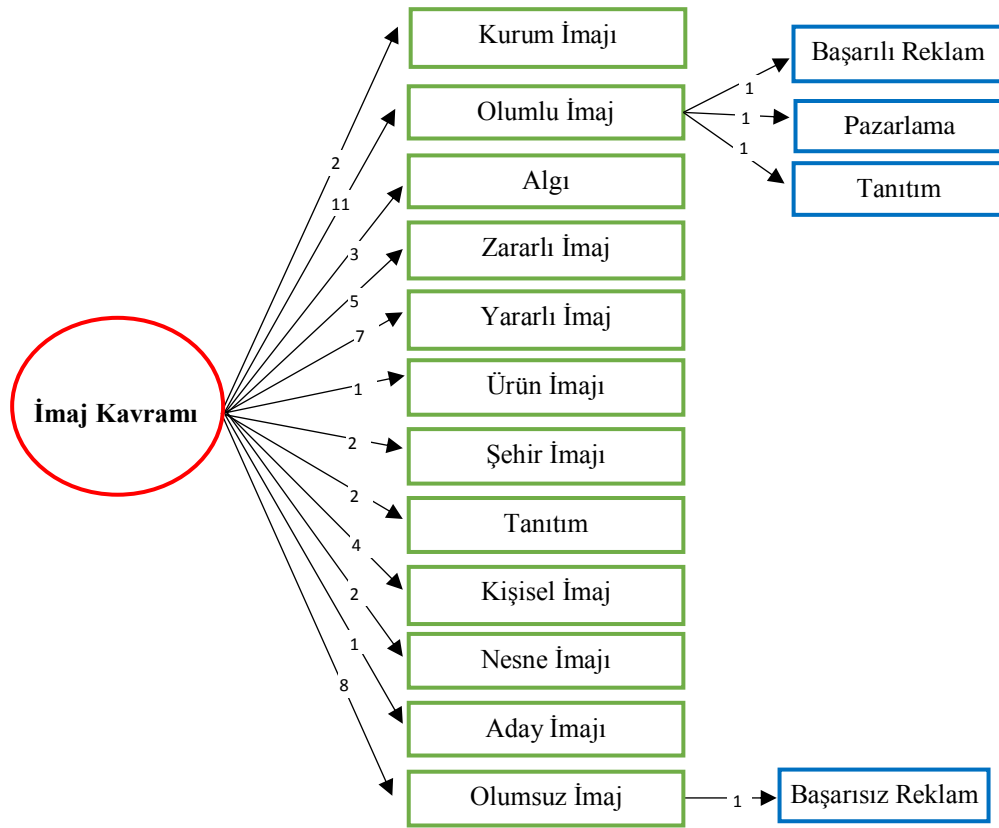 Kurum İmajı
Başarılı Reklam
1
Olumlu İmaj
1
Pazarlama
1
Tanıtım
2
Algı
11
3
Zararlı İmaj
5
Yararlı İmaj
7
Ürün İmajı
1
İmaj Kavramı
2
Şehir İmajı
2
Tanıtım
4
Kişisel İmaj
2
Nesne İmajı
1
8
Aday İmajı
Olumsuz İmaj
1
Başarısız Reklam